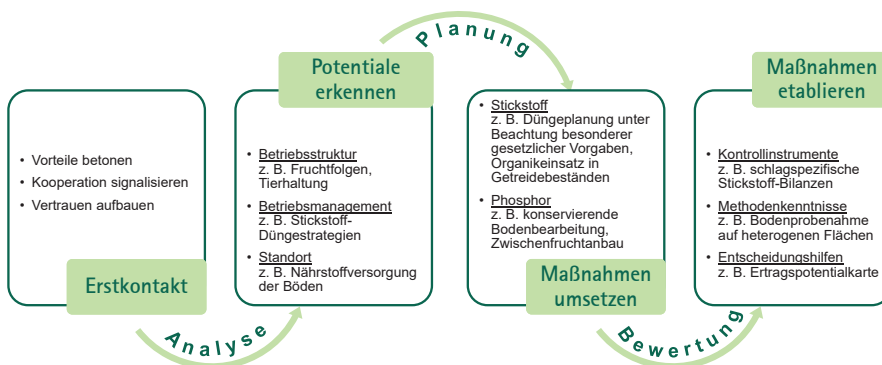 • Vorteile betonen
• Kooperation signalisieren
• Vertrauen aufbauen
Erstkontakt
Analyse
Potentiale
erkennen
• Betriebsstruktur
z. B. Fruchtfolgen,
Tierhaltung
• Betriebsmanagement
z. B. Stickstoff-
Düngestrategien
• Standort
z. B. Nährstoffversorgung
der Böden
Planung
• Stickstoff
z. B. Düngeplanung unter
Beachtung besonderer
gesetzlicher Vorgaben,
Organikeinsatz in
Getreidebeständen
• Phosphor
z. B. konservierende
Bodenbearbeitung,
Zwischenfruchtanbau
Maßnahmen
umsetzen
Bewertung
Maßnahmen
etablieren
• Kontrollinstrumente
z. B. schlagspezifische
Stickstoff-Bilanzen
• Methodenkenntnisse
z. B. Bodenprobenahme
auf heterogenen Flächen
• Entscheidungshilfen
z. B. Ertragspotentialkarte